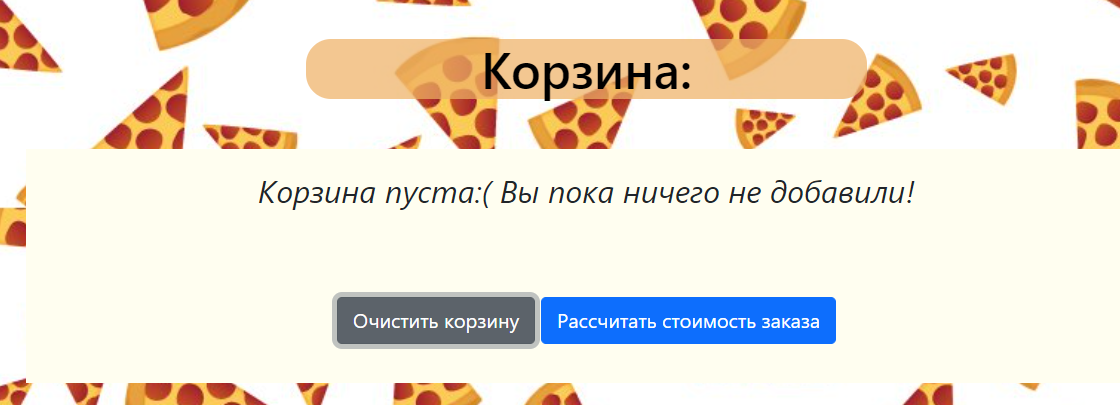 Корзина:
Корзина пуста:( Вы пока ничего не добавили!
Очистить корзину
Рассчитать стоимость заказа